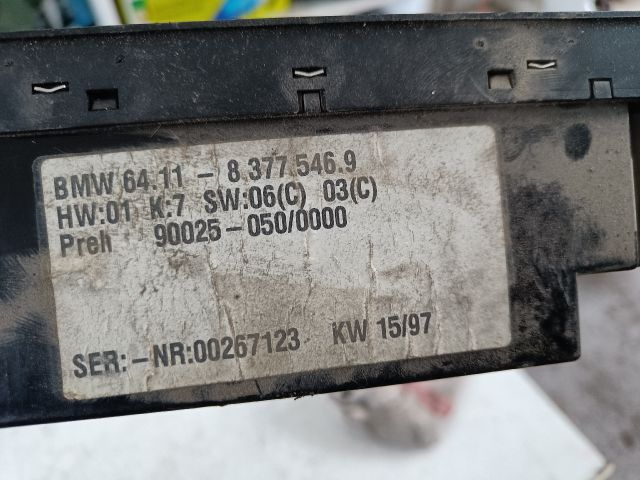 BMW 64.11 - 8.377 546.9
HW:01 K:7 SW:06(C) 03(C)
Preh 90025-050/0000
SER:-NR:00267123 KW 15/97